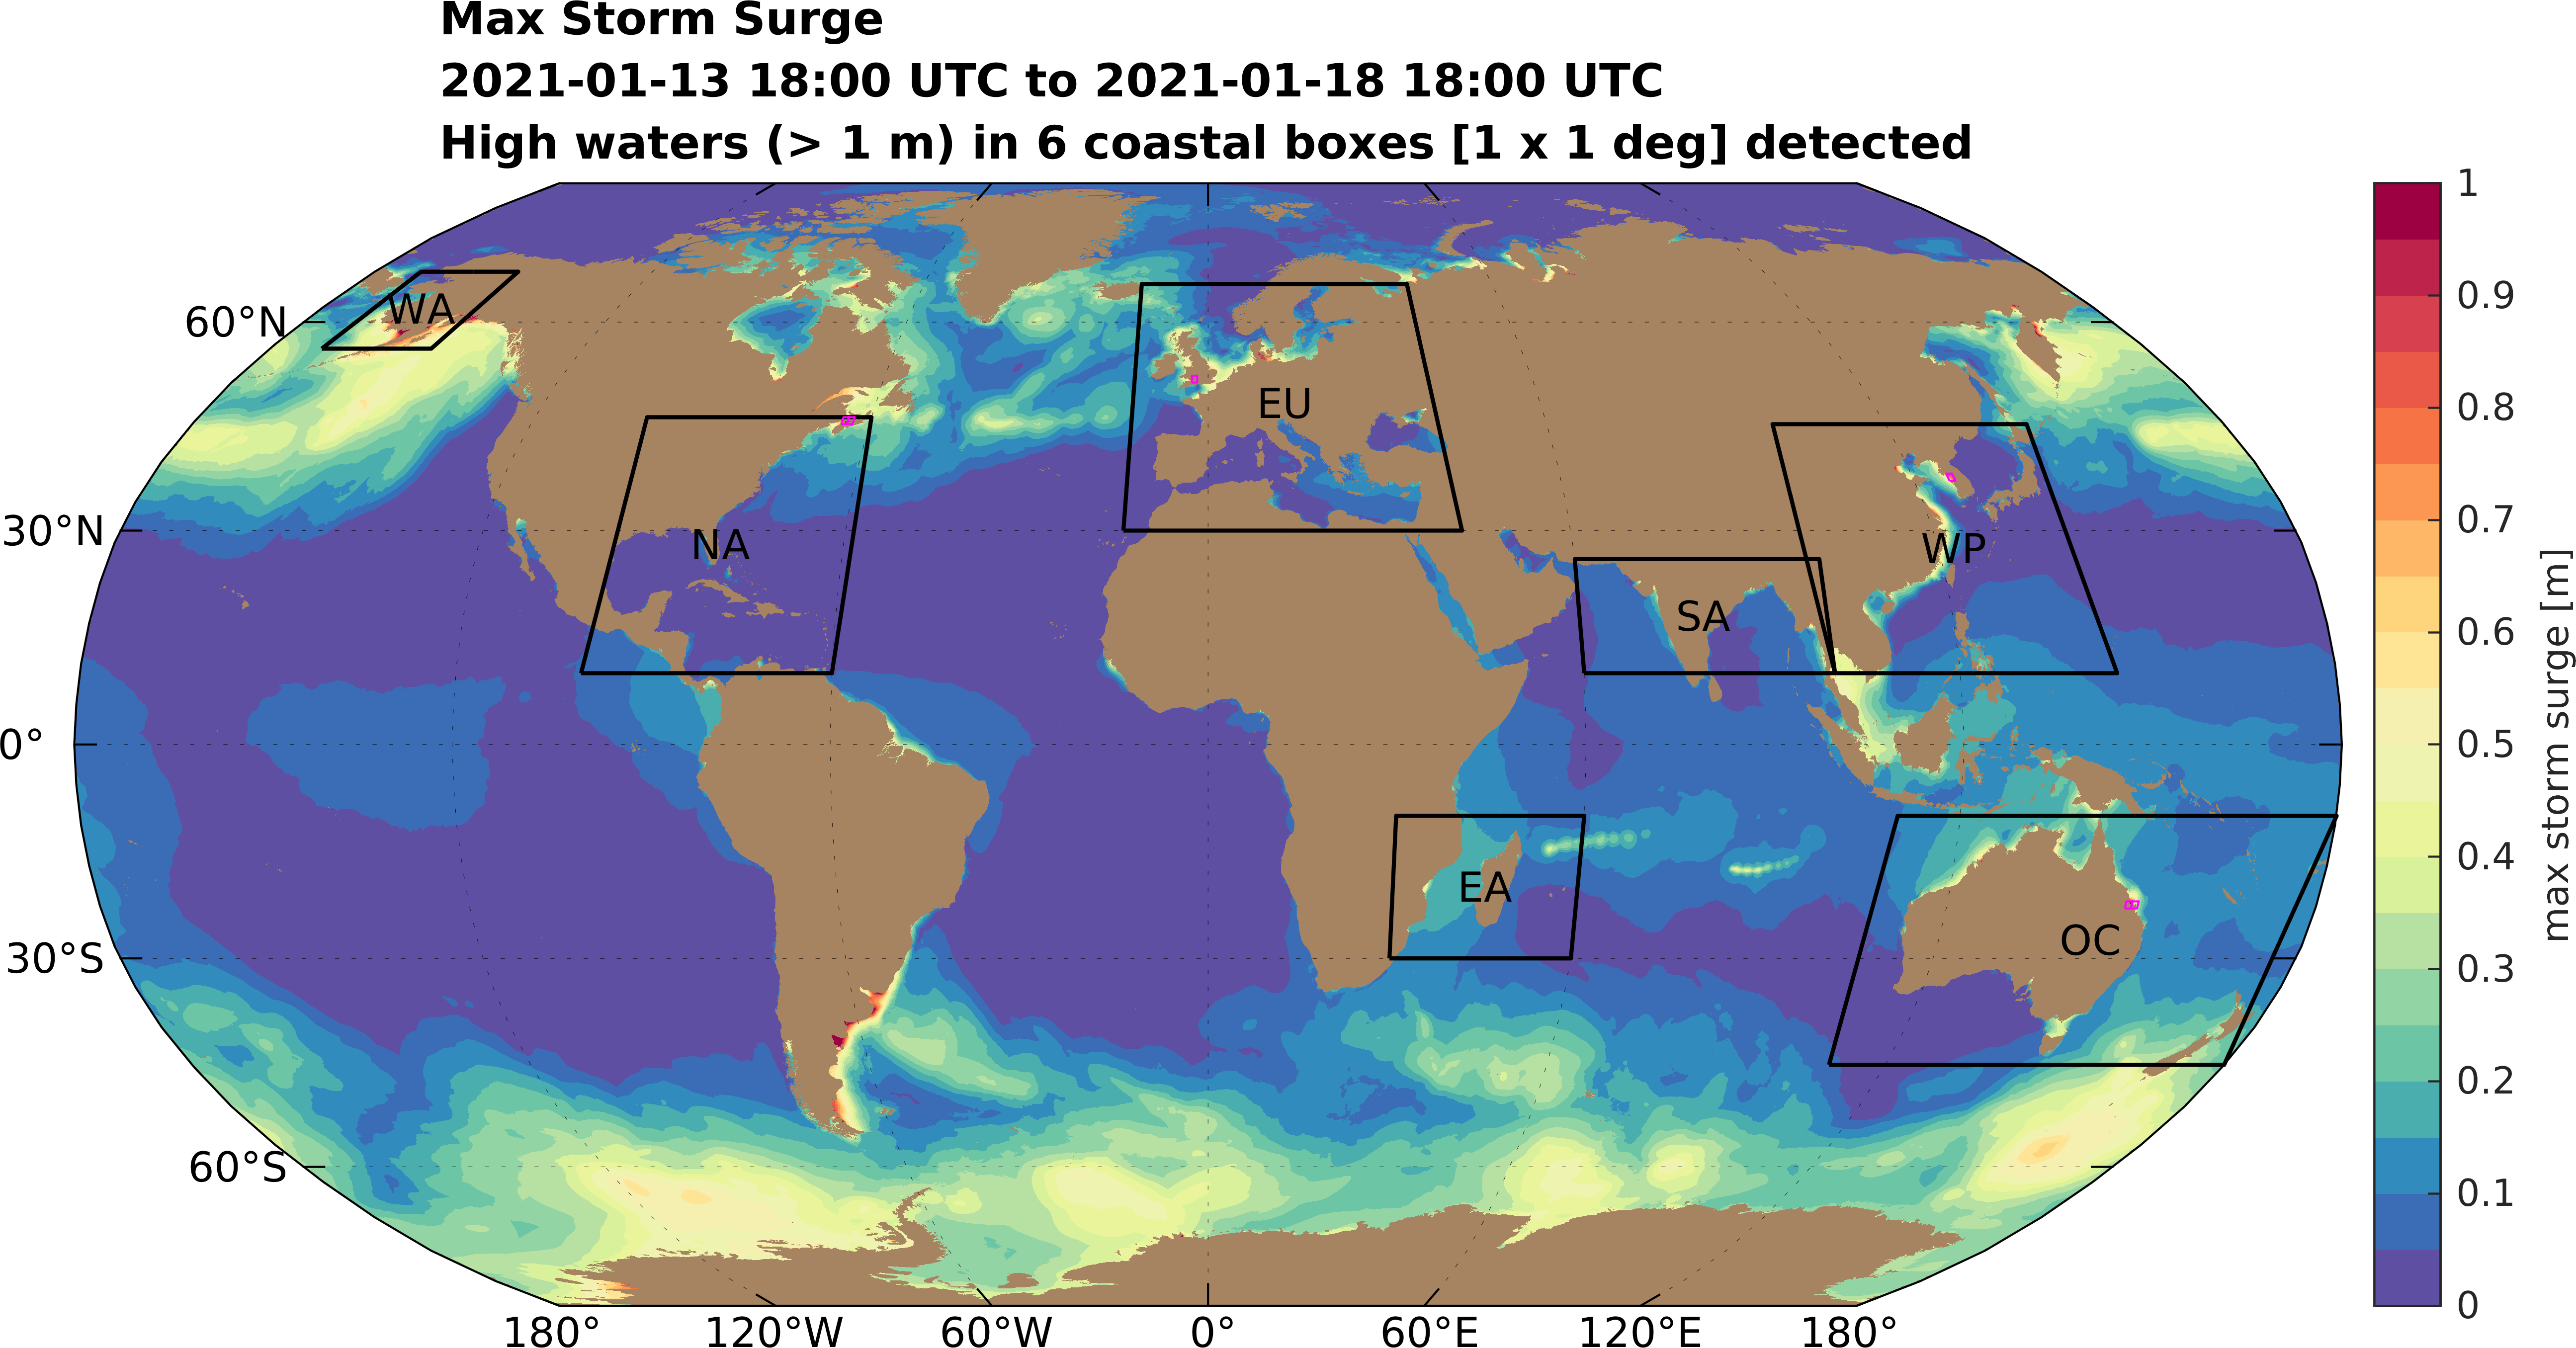 Max Storm Surge
2021-01-13 18:00 UTC to 2021-01-18 18:00 UTC
High waters (> 1 m) in 6 coastal boxes [1 x 1 deg] detected
60°N
30°N
0°
30°S
60°S
WA
EU
NA
WP
SA
EA
OC
180°
120°W
60°W
0°
60°E
120°E
180°
1
0.9
0.8
0.7
0.6
0.5
0.4
0.3
0.2
0.1
0
max storm surge [m]